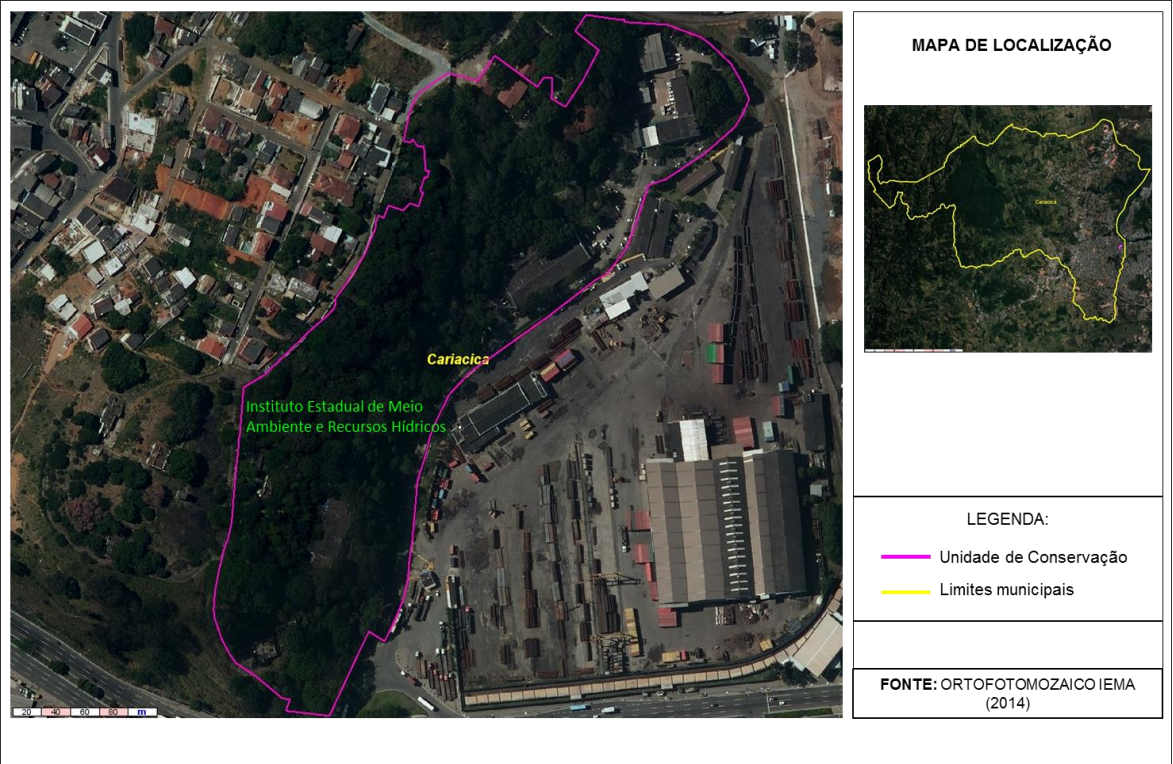 MAPA DE LOCALIZAÇÃO
Cariacica
Cariacica
Instituto Estadual de Meio
Ambiente e Recursos Hídricos
LEGENDA:
Unidade de Conservação
Limites municipais
FONTE: ORTOFOTOMOZAICO IEMA
(2014)
20 40 60 80 m